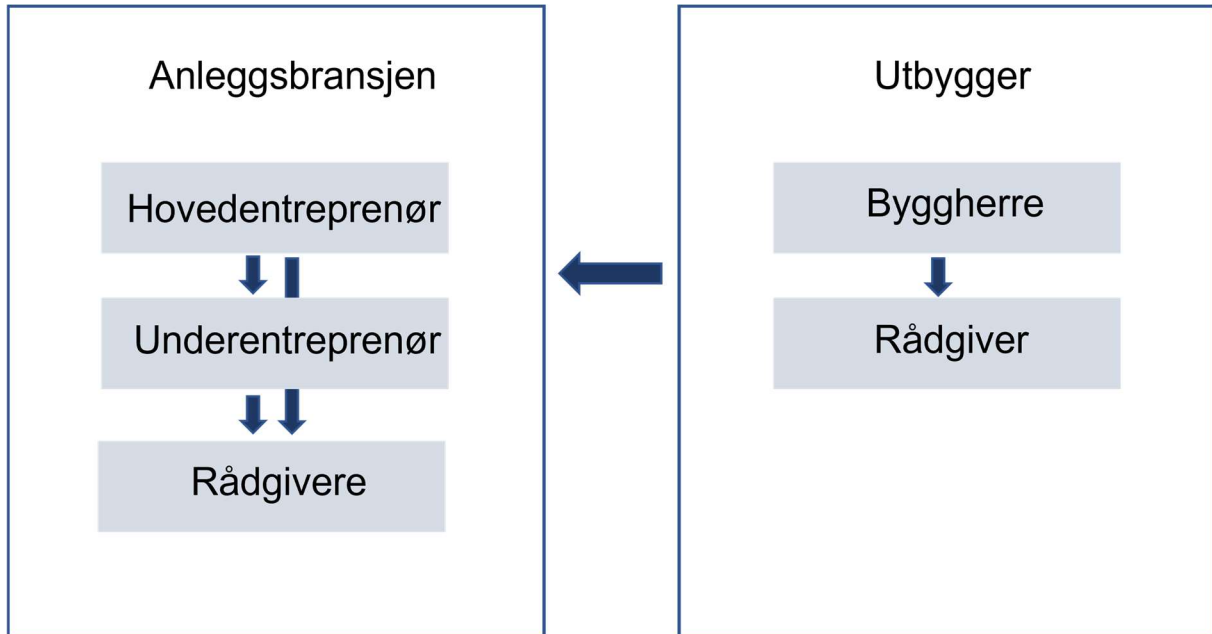 Anleggsbransjen
Hovedentreprenør
Underentreprenør
Rådgivere
Utbygger
Byggherre
Rådgiver